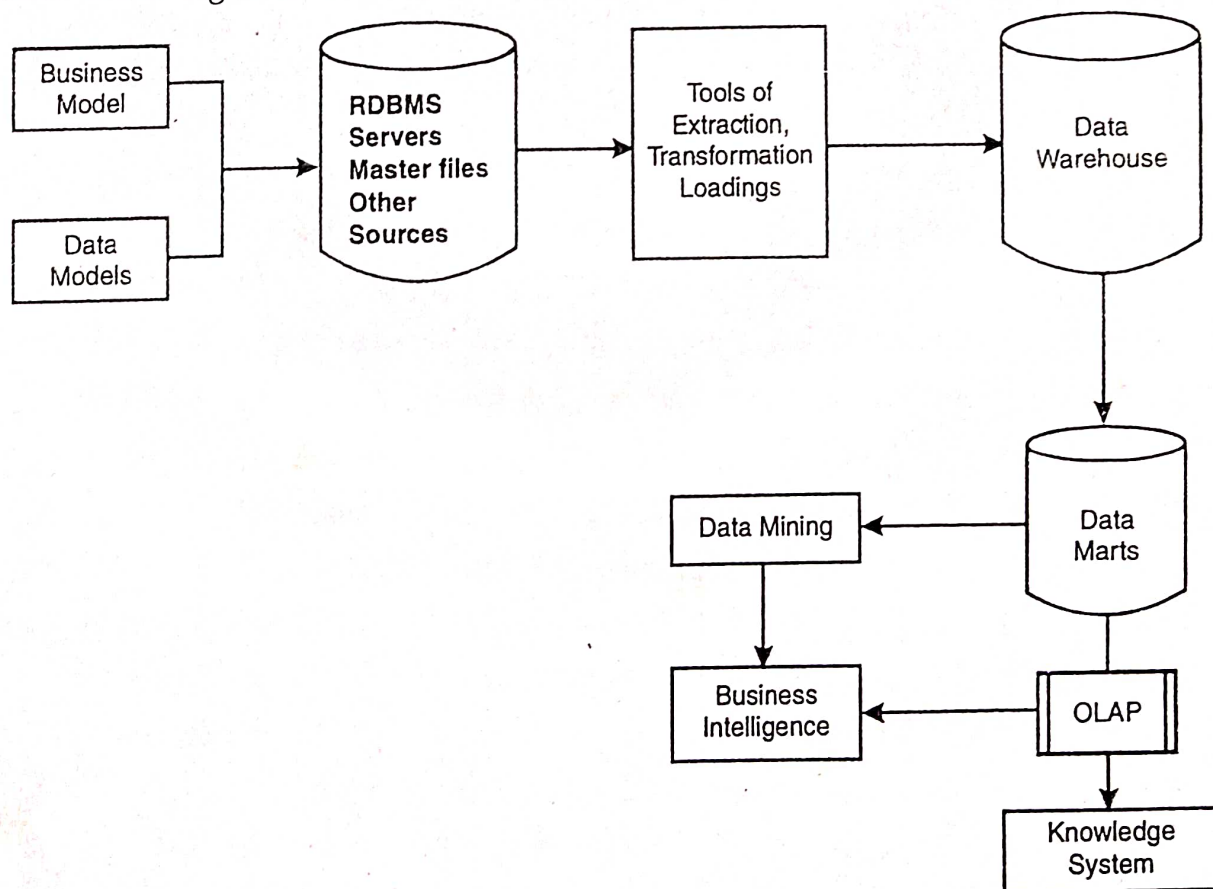 Business
Model
Data
Models
RDBMS
Servers
Master files
Other
Sources
Tools of
Extraction,
Transformation
Loadings
Data
Warehouse
Data
Marts
Data Mining
Business
Intelligence
OLAP
Knowledge
System